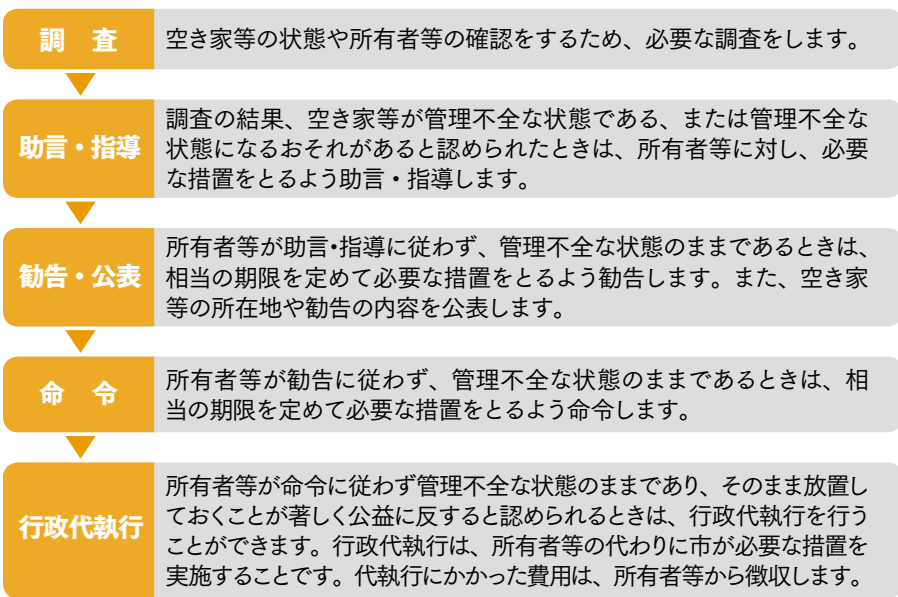 調　査
空き家等の状態や所有者等の確認をするため、必要な調査をします。
助言・指導
調査の結果、空き家等が管理不全な状態である、または管理不全な
状態になるおそれがあると認められたときは、所有者等に対し、必要
な措置をとるよう助言・指導します。
勧告・公表
所有者等が助言・指導に従わず、管理不全な状態のままであるときは、
相当の期限を定めて必要な措置をとるよう勧告します。また、空き家
等の所在地や勧告の内容を公表します。
命　令
所有者等が勧告に従わず、管理不全な状態のままであるときは、相
当の期限を定めて必要な措置をとるよう命令します。
行政代執行
所有者等が命令に従わず管理不全な状態のままであり、そのまま放置し
ておくことが著しく公益に反すると認められるときは、行政代執行を行う
ことができます。行政代執行は、所有者等の代わりに市が必要な措置を
実施することです。代執行にかかった費用は、所有者等から徴収します。